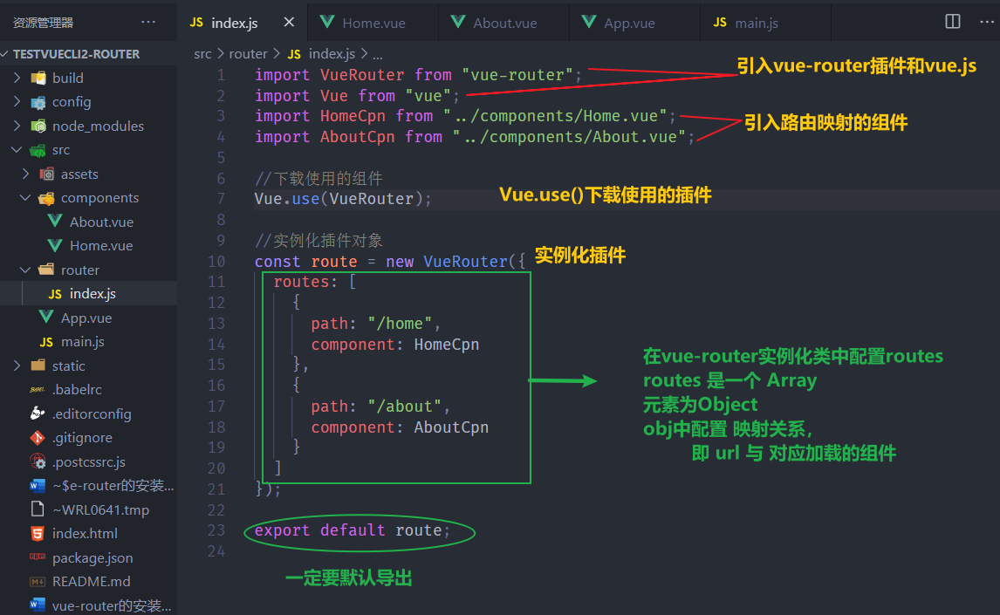 资源管理器 ···
JS index.js × Home.vue About.vue App.vue JS main.js ···
TESTVUECLI2-ROUTER
build
config
node_modules
src
assets
components
About.vue
Home.vue
router
JS index.js
App.vue
JS main.js
static
BABEL .babelrc
.editorconfig
.gitignore
.postcssrc.js
~$e-router的安装...
~WRL0641.tmp
index.html
package.json
README.md
vue-router的安装...
src > router > JS index.js > ...
1 import VueRouter from "vue-router";
引入vue-router插件和vue.js
2 import Vue from "vue";
3 import HomeCpn from "../components/Home.vue";
引入路由映射的组件
4 import AboutCpn from "../components/About.vue";
5
6 //下载使用的组件
7 Vue.use(VueRouter);
Vue.use()下载使用的插件
8
9 //实例化插件对象
10 const route = new VueRouter({
实例化插件
11 routes: [
12 {
13 path: "/home",
14 component: HomeCpn
15 },
16 {
17 path: "/about",
18 component: AboutCpn
19 }
20 ]
21 });
22
23 export default route;
24
在vue-router实例化类中配置routes
routes 是一个 Array
元素为Object
obj中配置 映射关系，
即 url 与 对应加载的组件
一定要默认导出